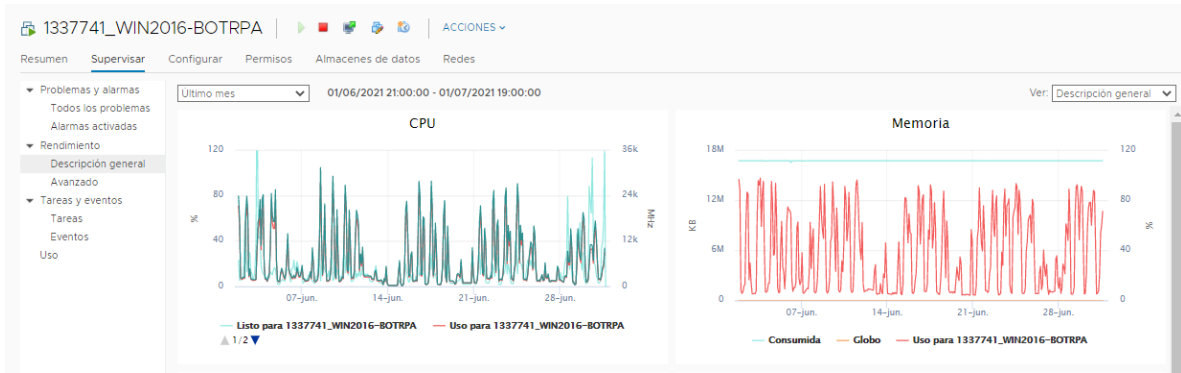 1337741_WIN2016-BOTRPA ACCIONES
Resumen Supervisar Configurar Permisos Almacenes de datos Redes
Problemas y alarmas
Todos los problemas
Alarmas activadas
Rendimiento
Descripción general
Avanzado
Tareas y eventos
Tareas
Eventos
Uso
Último mes 01/06/2021 21:00:00 - 01/07/2021 19:00:00 Ver: Descripción general
CPU
120 36k
80 24k
% MHz
40 12k
0 0
07-jun. 14-jun. 21-jun. 28-jun.
Listo para 1337741_WIN2016-BOTRPA Uso para 1337741_WIN2016-BOTRPA
1/2
Memoria
18M 120
12M 80
KB %
6M 40
0 0
07-jun. 14-jun. 21-jun. 28-jun.
Consumida Globo Uso para 1337741_WIN2016-BOTRPA